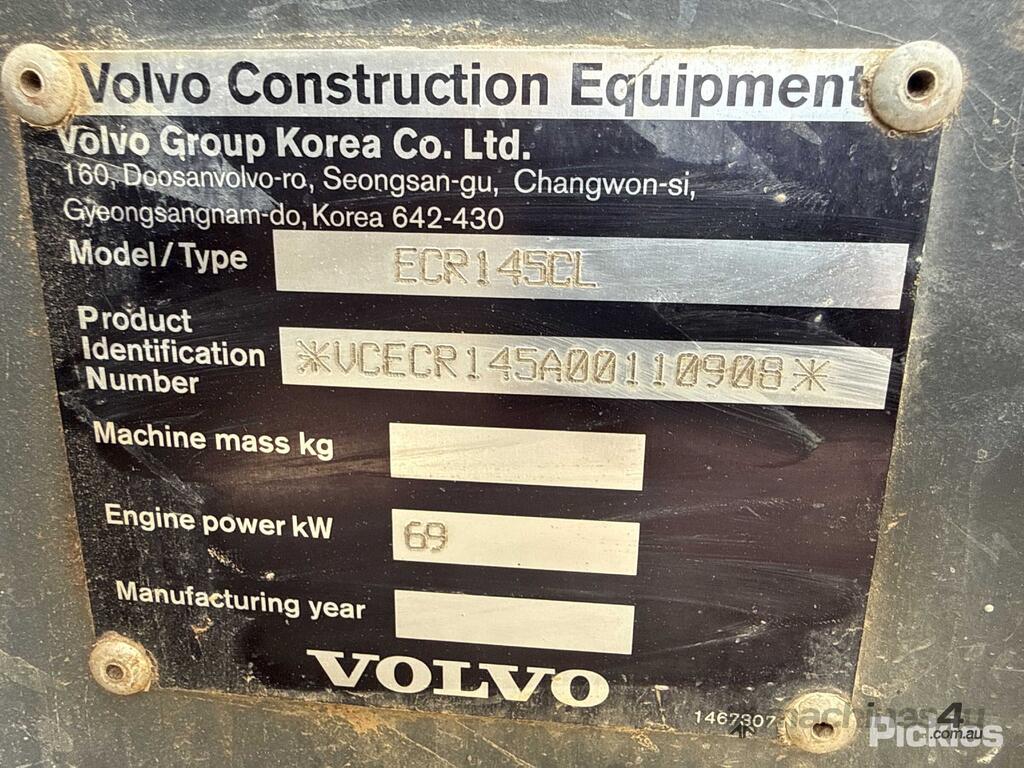 Volvo Construction Equipment
Volvo Group Korea Co. Ltd.
160, Doosanvolvo-ro, Seongsan-gu, Changwon-si,
Gyeongsangnam-do, Korea 642-430
Model/Type ECR145CL
Product
Identification
Number
*VCECR145A00110908*
Machine mass kg
Engine power kW 69
Manufacturing year
VOLVO
1467307
machines4u
.com.au
Pickles